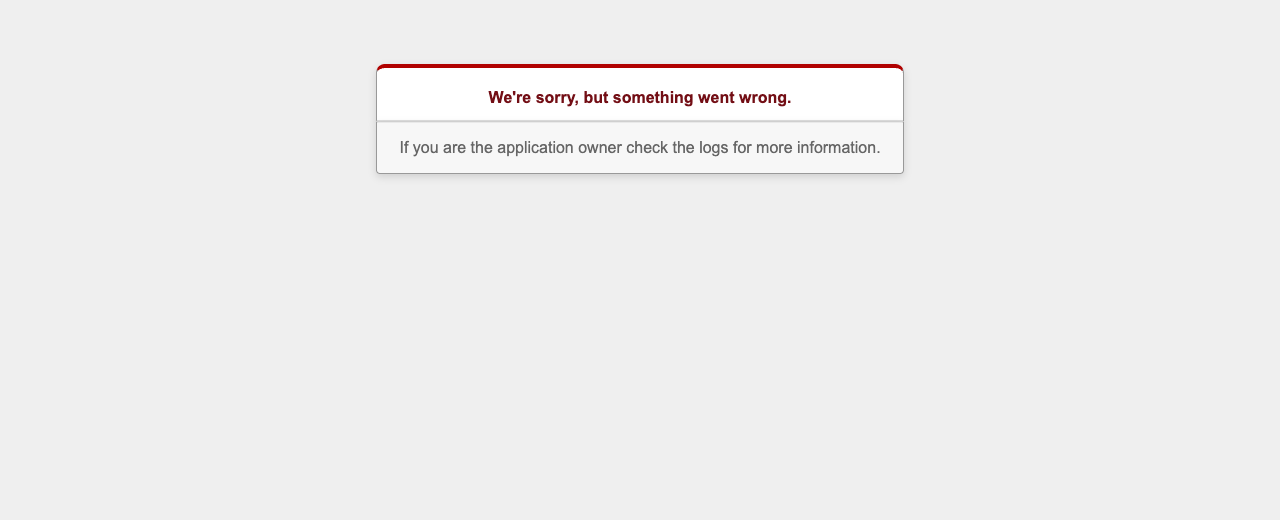 We're sorry, but something went wrong.
If you are the application owner check the logs for more information.